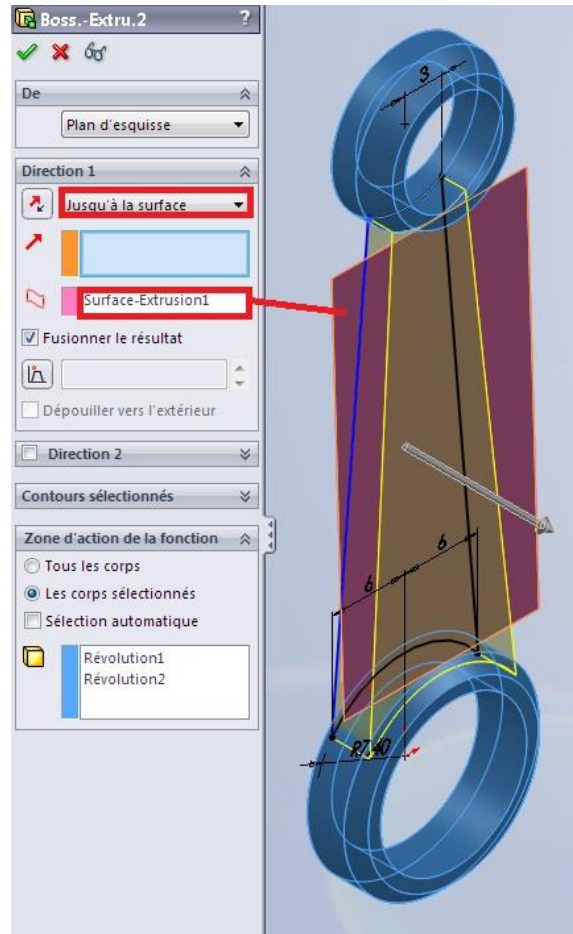 Boss.-Extru.2 ?
De
Plan d'esquisse
Direction 1
Jusqu'à la surface
Surface-Extrusion1
Fusionner le résultat
Dépouiller vers l'extérieur
Direction 2
Contours sélectionnés
Zone d'action de la fonction
Tous les corps
Les corps sélectionnés
Sélection automatique
Révolution1
Révolution2
3
6
6
R7.40